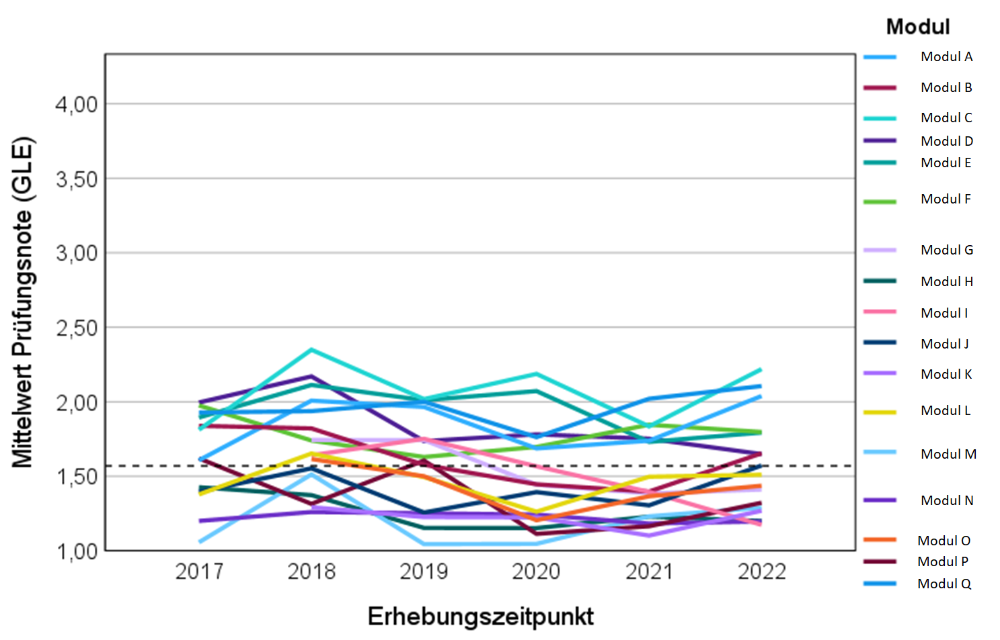 Modul
Modul A
Modul B
Modul C
Modul D
Modul E
Modul F
Modul G
Modul H
Modul I
Modul J
Modul K
Modul L
Modul M
Modul N
Modul O
Modul P
Modul Q
Mittelwert Prüfungsnote (GLE)
4,00
3,50
3,00
2,50
2,00
1,50
1,00
2017 2018 2019 2020 2021 2022
Erhebungszeitpunkt